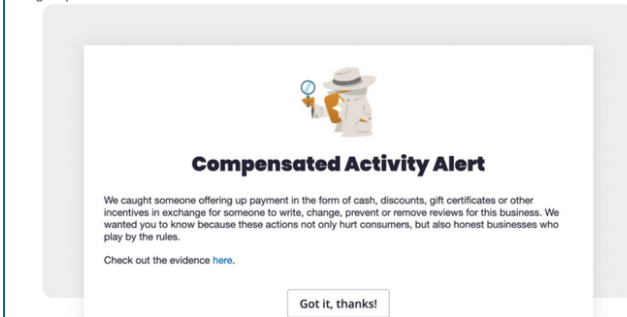 Compensated Activity Alert
We caught someone offering up payment in the form of cash, discounts, gift certificates or other
incentives in exchange for someone to write, change, prevent or remove reviews for this business. We
wanted you to know because these actions not only hurt consumers, but also honest businesses who
play by the rules.
Check out the evidence here.
Got it, thanks!